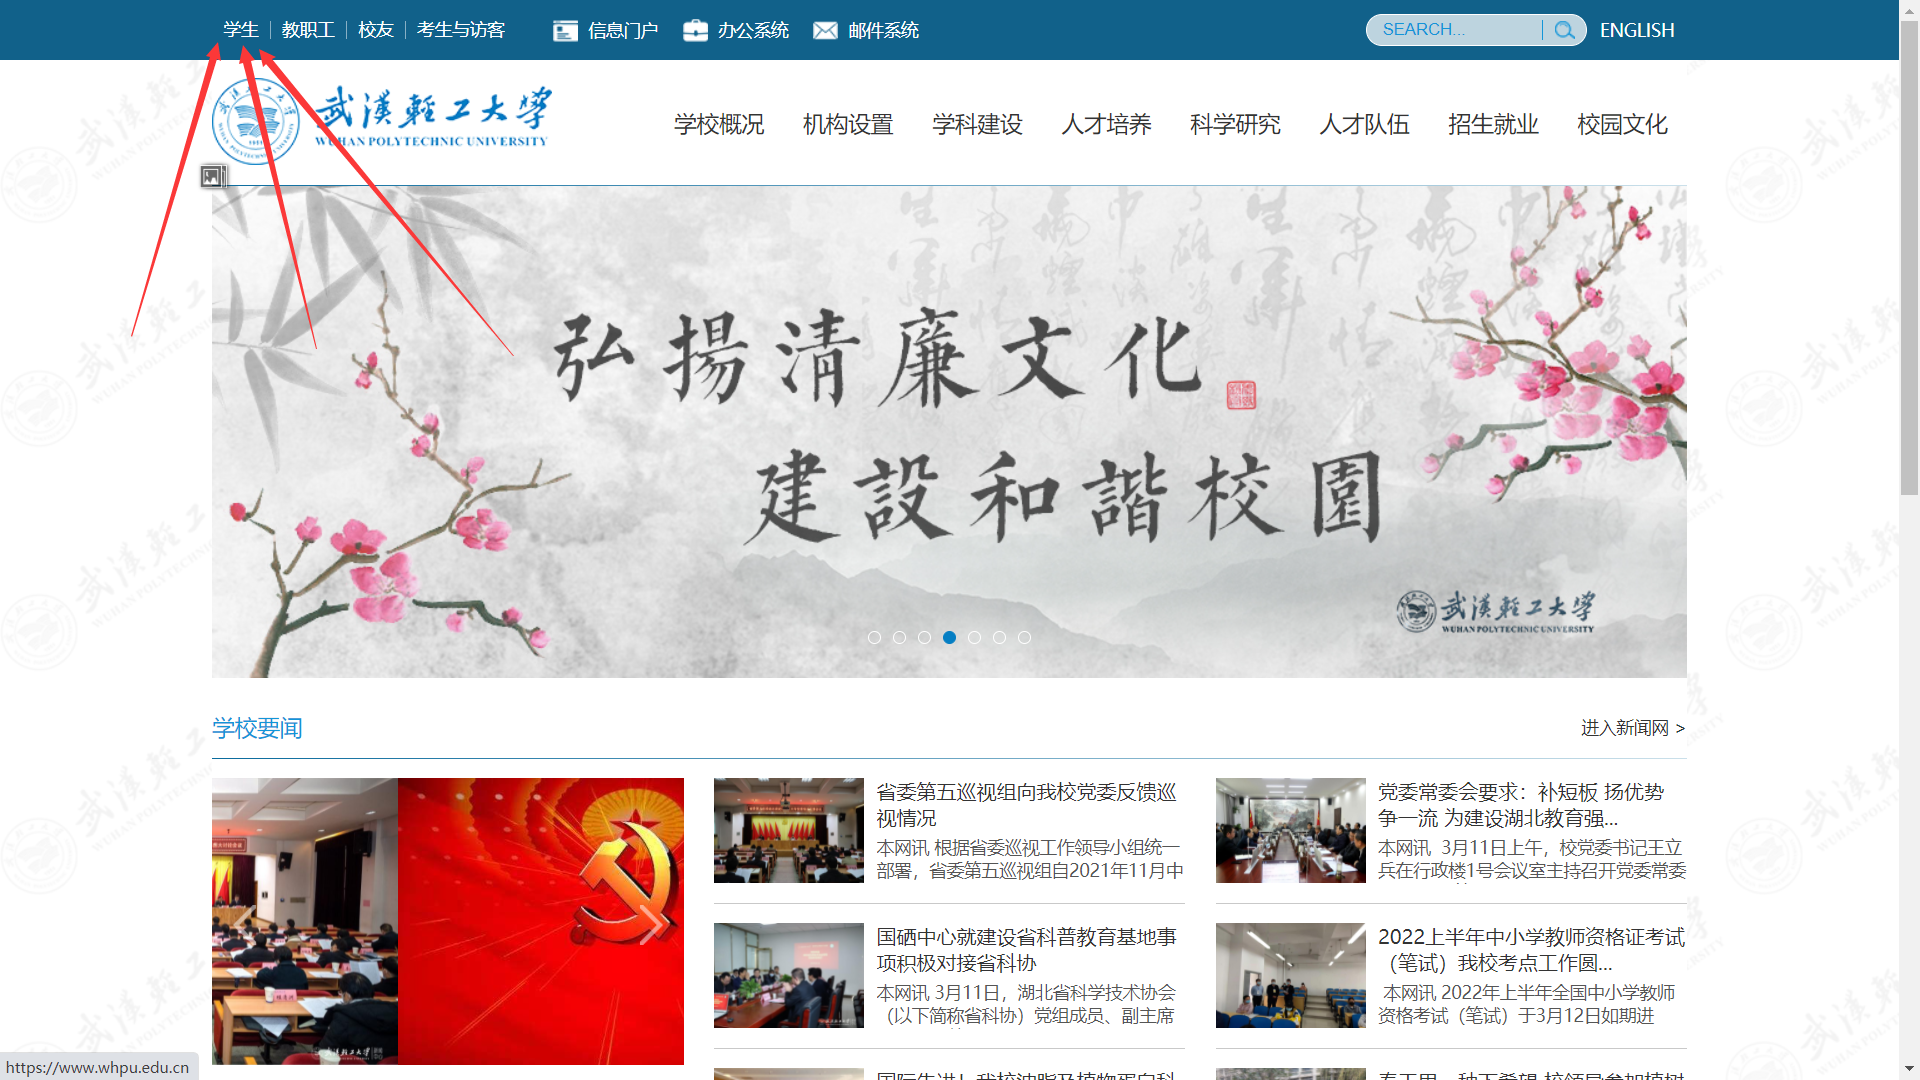 学生 教职工 校友 考生与访客 信息门户 办公系统 邮件系统 SEARCH... ENGLISH
武漢輕工大學
WUHAN POLYTECHNIC UNIVERSITY
学校概况 机构设置 学科建设 人才培养 科学研究 人才队伍 招生就业 校园文化
弘揚清廉文化
建設和諧校園
武漢輕工大學
WUHAN POLYTECHNIC UNIVERSITY
学校要闻 进入新闻网 >
省委第五巡视组向我校党委反馈巡
视情况
本网讯 根据省委巡视工作领导小组统一
部署，省委第五巡视组自2021年11月中
党委常委会要求：补短板 扬优势
争一流 为建设湖北教育强...
本网讯 3月11日上午，校党委书记王立
兵在行政楼1号会议室主持召开党委常委
国硒中心就建设省科普教育基地事
项积极对接省科协
本网讯 3月11日，湖北省科学技术协会
（以下简称省科协）党组成员、副主席
2022上半年中小学教师资格证考试
（笔试）我校考点工作圆...
本网讯 2022年上半年全国中小学教师
资格考试（笔试）于3月12日如期进
https://www.whpu.edu.cn